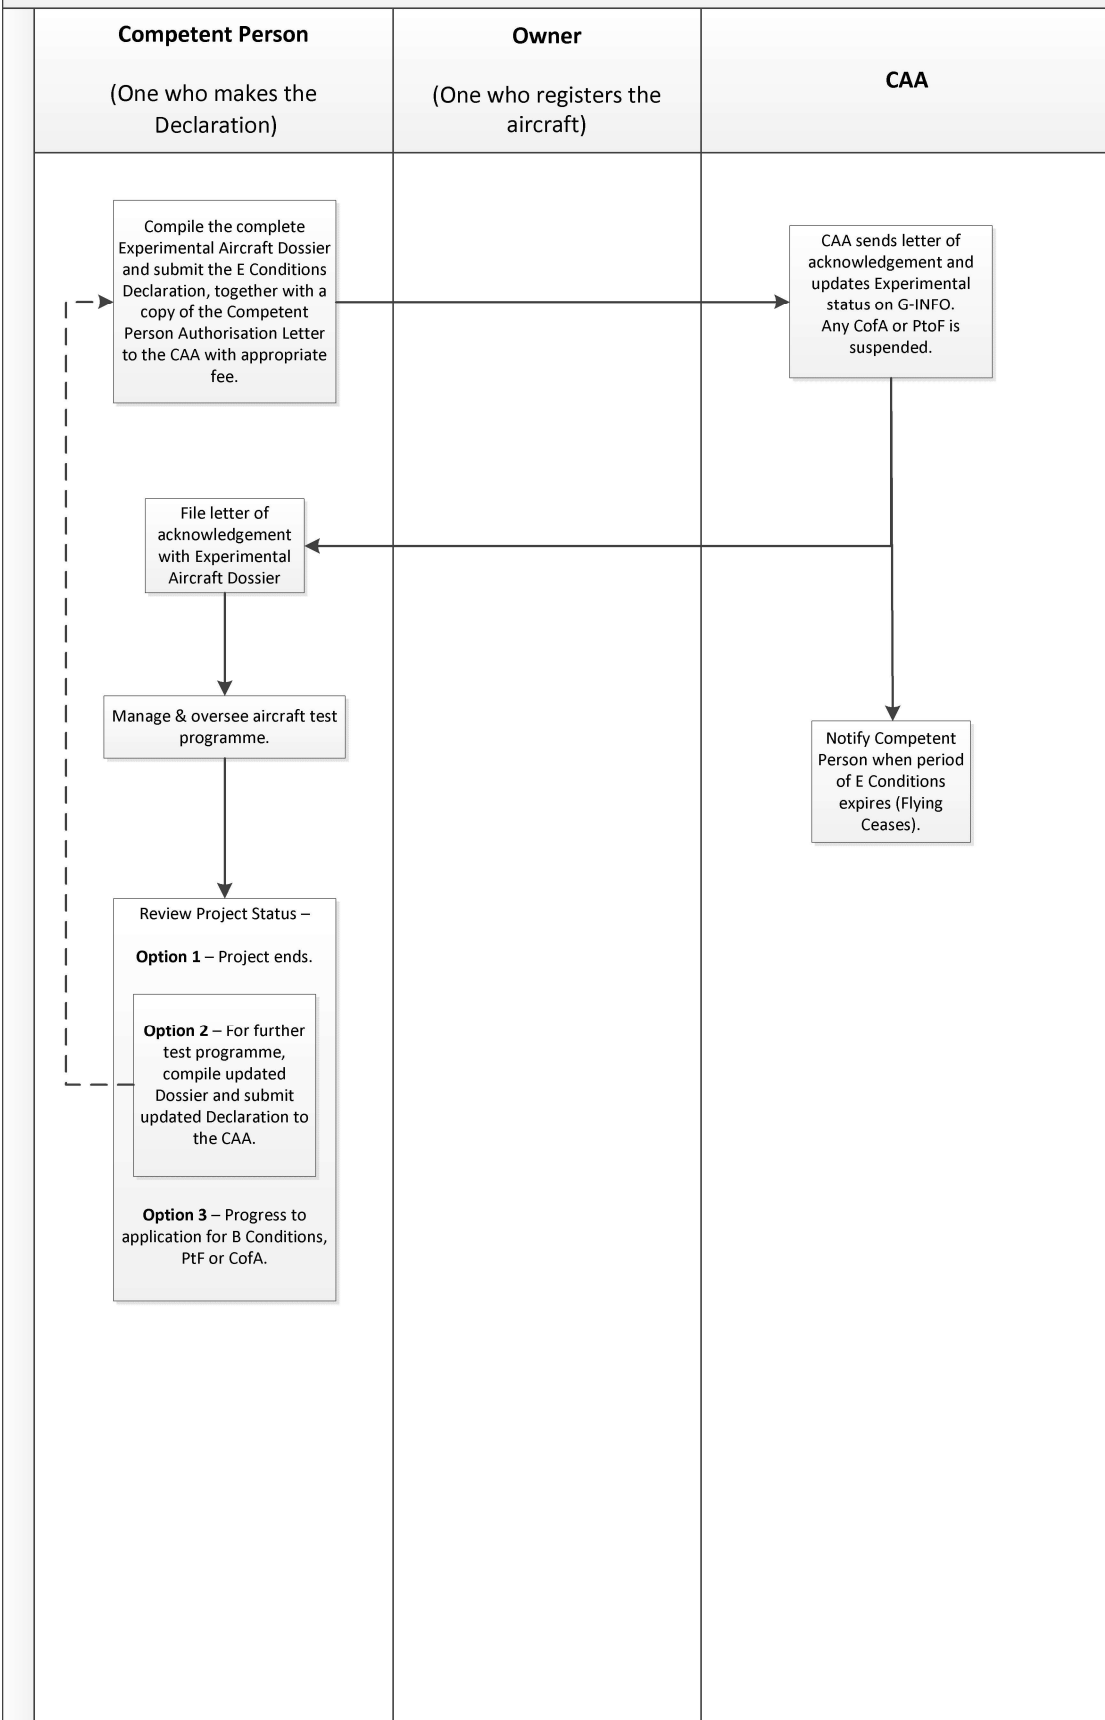 Competent Person
(One who makes the
Declaration)
Owner
(One who registers the
aircraft)
CAA
Compile the complete
Experimental Aircraft Dossier
and submit the E Conditions
Declaration, together with a
copy of the Competent
Person Authorisation Letter
to the CAA with appropriate
fee.
CAA sends letter of
acknowledgement and
updates Experimental
status on G-INFO.
Any CofA or PtoF is
suspended.
File letter of
acknowledgement
with Experimental
Aircraft Dossier
Manage & oversee aircraft test
programme.
Notify Competent
Person when period
of E Conditions
expires (Flying
Ceases).
Review Project Status –
Option 1 – Project ends.
Option 2 – For further
test programme,
compile updated
Dossier and submit
updated Declaration to
the CAA.
Option 3 – Progress to
application for B Conditions,
PtF or CofA.